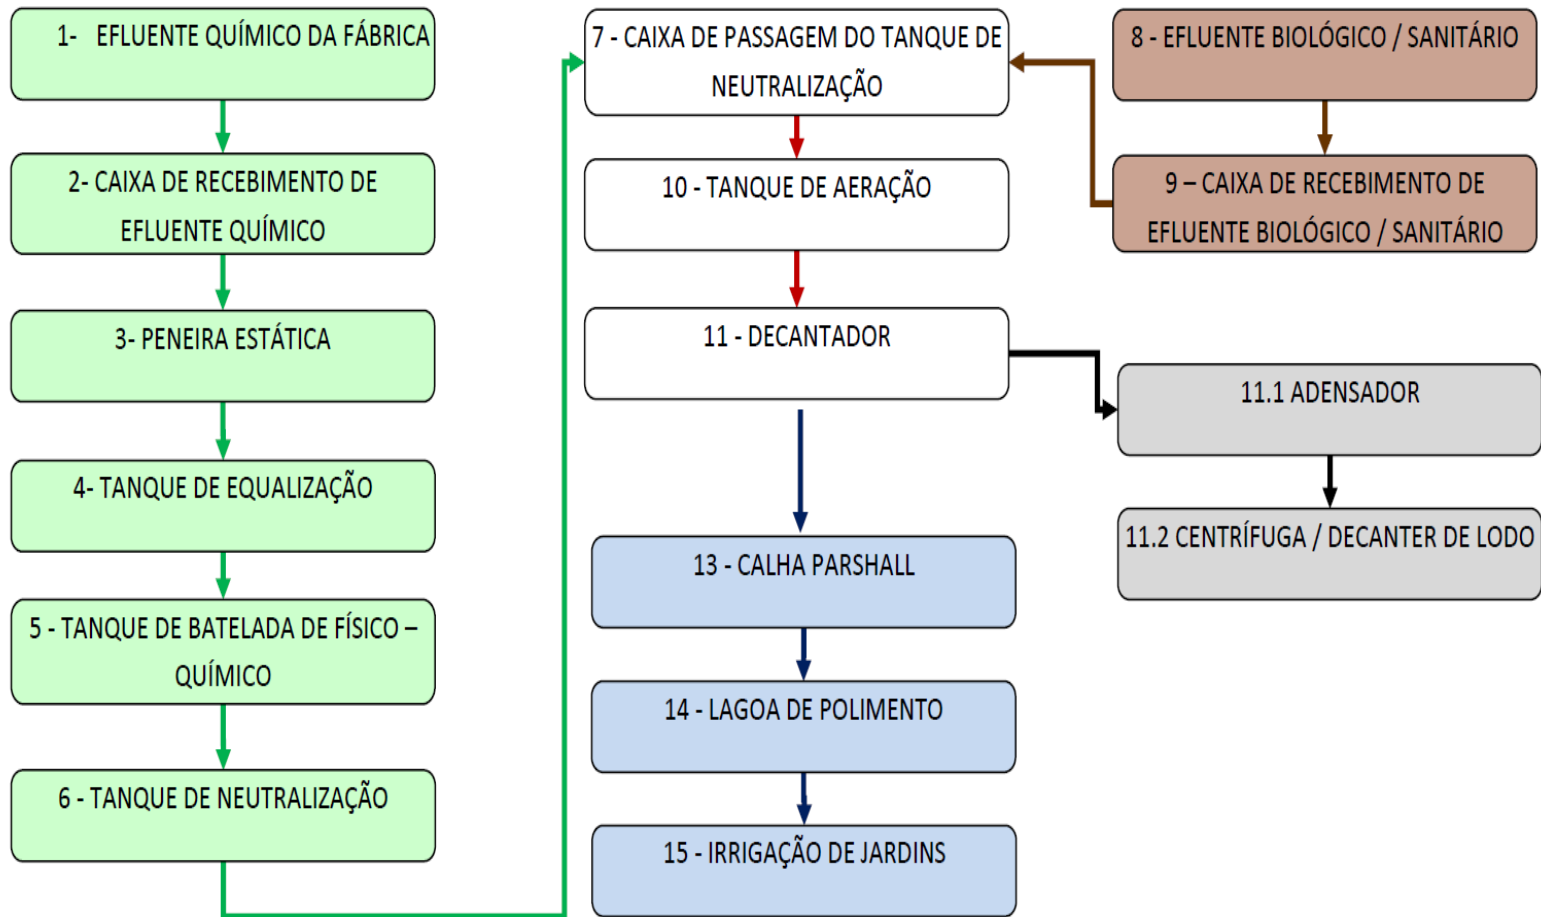 1- EFLUENTE QUÍMICO DA FÁBRICA
2- CAIXA DE RECEBIMENTO DE
EFLUENTE QUÍMICO
3- PENEIRA ESTÁTICA
4- TANQUE DE EQUALIZAÇÃO
5 - TANQUE DE BATELADA DE FÍSICO –
QUÍMICO
6 - TANQUE DE NEUTRALIZAÇÃO
7 - CAIXA DE PASSAGEM DO TANQUE DE
NEUTRALIZAÇÃO
8 - EFLUENTE BIOLÓGICO / SANITÁRIO
9 – CAIXA DE RECEBIMENTO DE
EFLUENTE BIOLÓGICO / SANITÁRIO
10 - TANQUE DE AERAÇÃO
11 - DECANTADOR
11.1 ADENSADOR
11.2 CENTRÍFUGA / DECANTER DE LODO
13 - CALHA PARSHALL
14 - LAGOA DE POLIMENTO
15 - IRRIGAÇÃO DE JARDINS